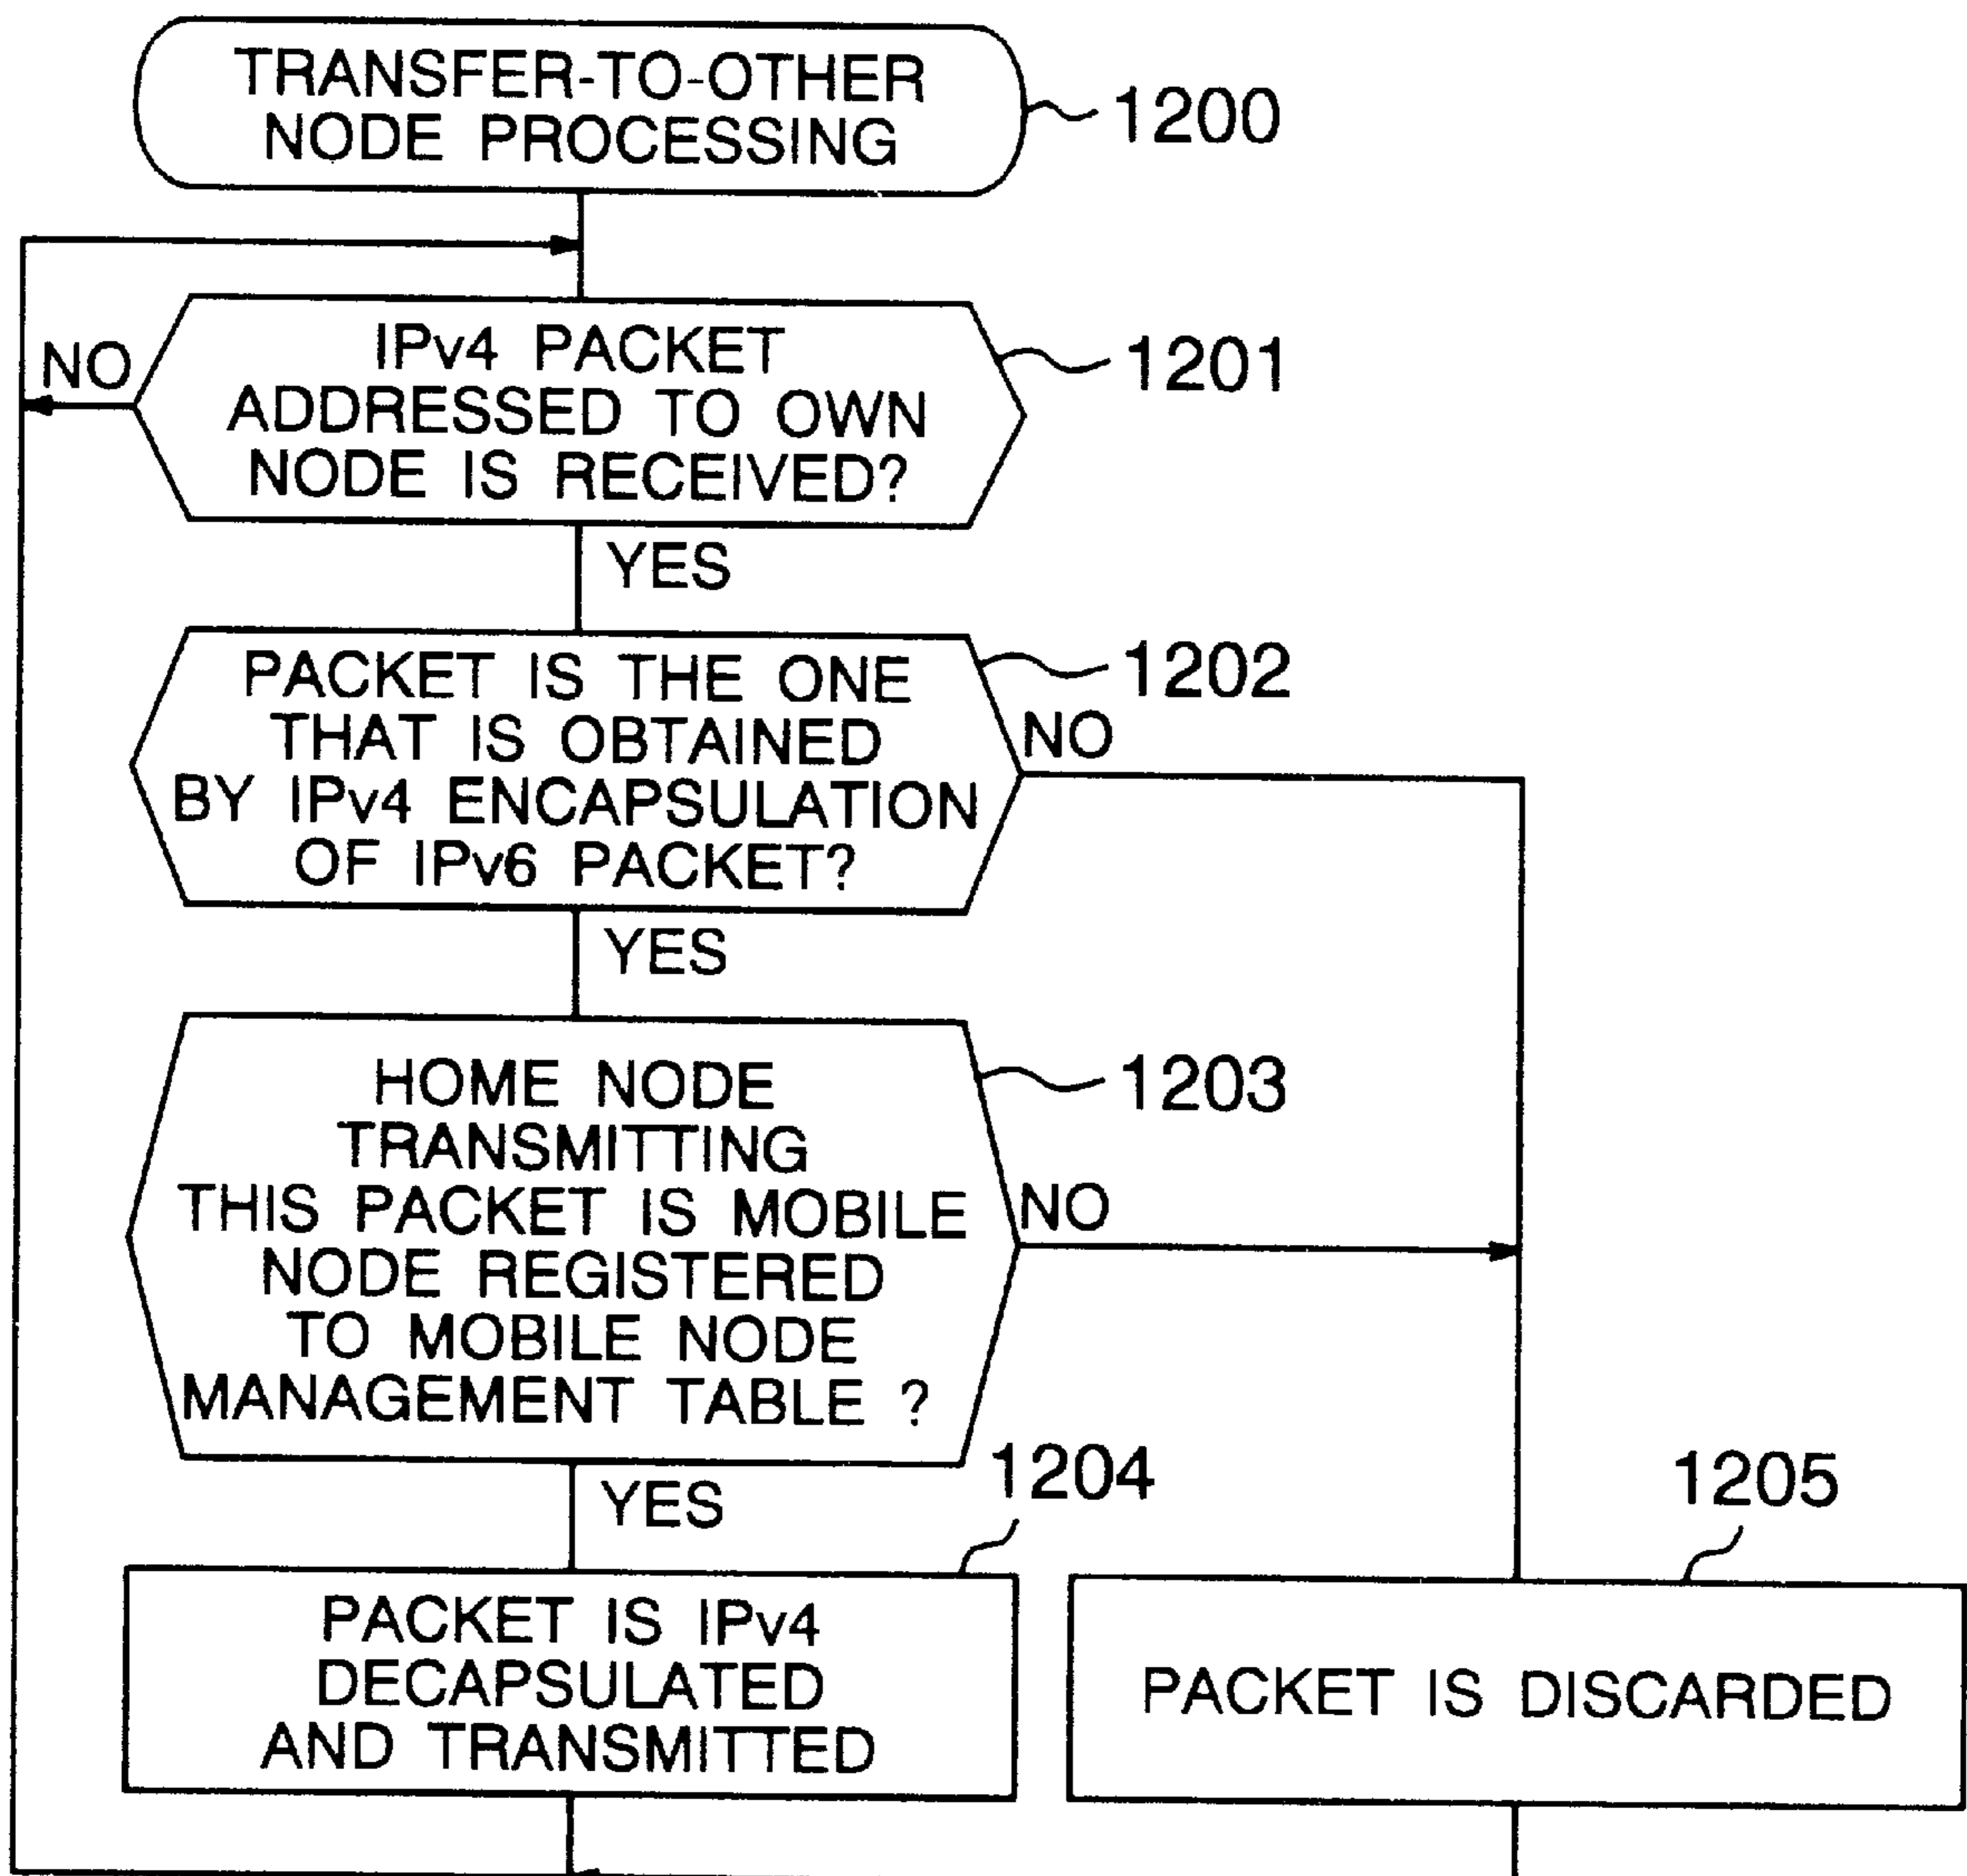 TRANSFER-TO-OTHER
NODE PROCESSING
1200
IPv4 PACKET
ADDRESSED TO OWN
NODE IS RECEIVED?
1201
NO
YES
PACKET IS THE ONE
THAT IS OBTAINED
BY IPv4 ENCAPSULATION
OF IPv6 PACKET?
1202
NO
YES
HOME NODE
TRANSMITTING
THIS PACKET IS MOBILE
NODE REGISTERED
TO MOBILE NODE
MANAGEMENT TABLE ?
1203
NO
YES
1204
PACKET IS IPv4
DECAPSULATED
AND TRANSMITTED
1205
PACKET IS DISCARDED